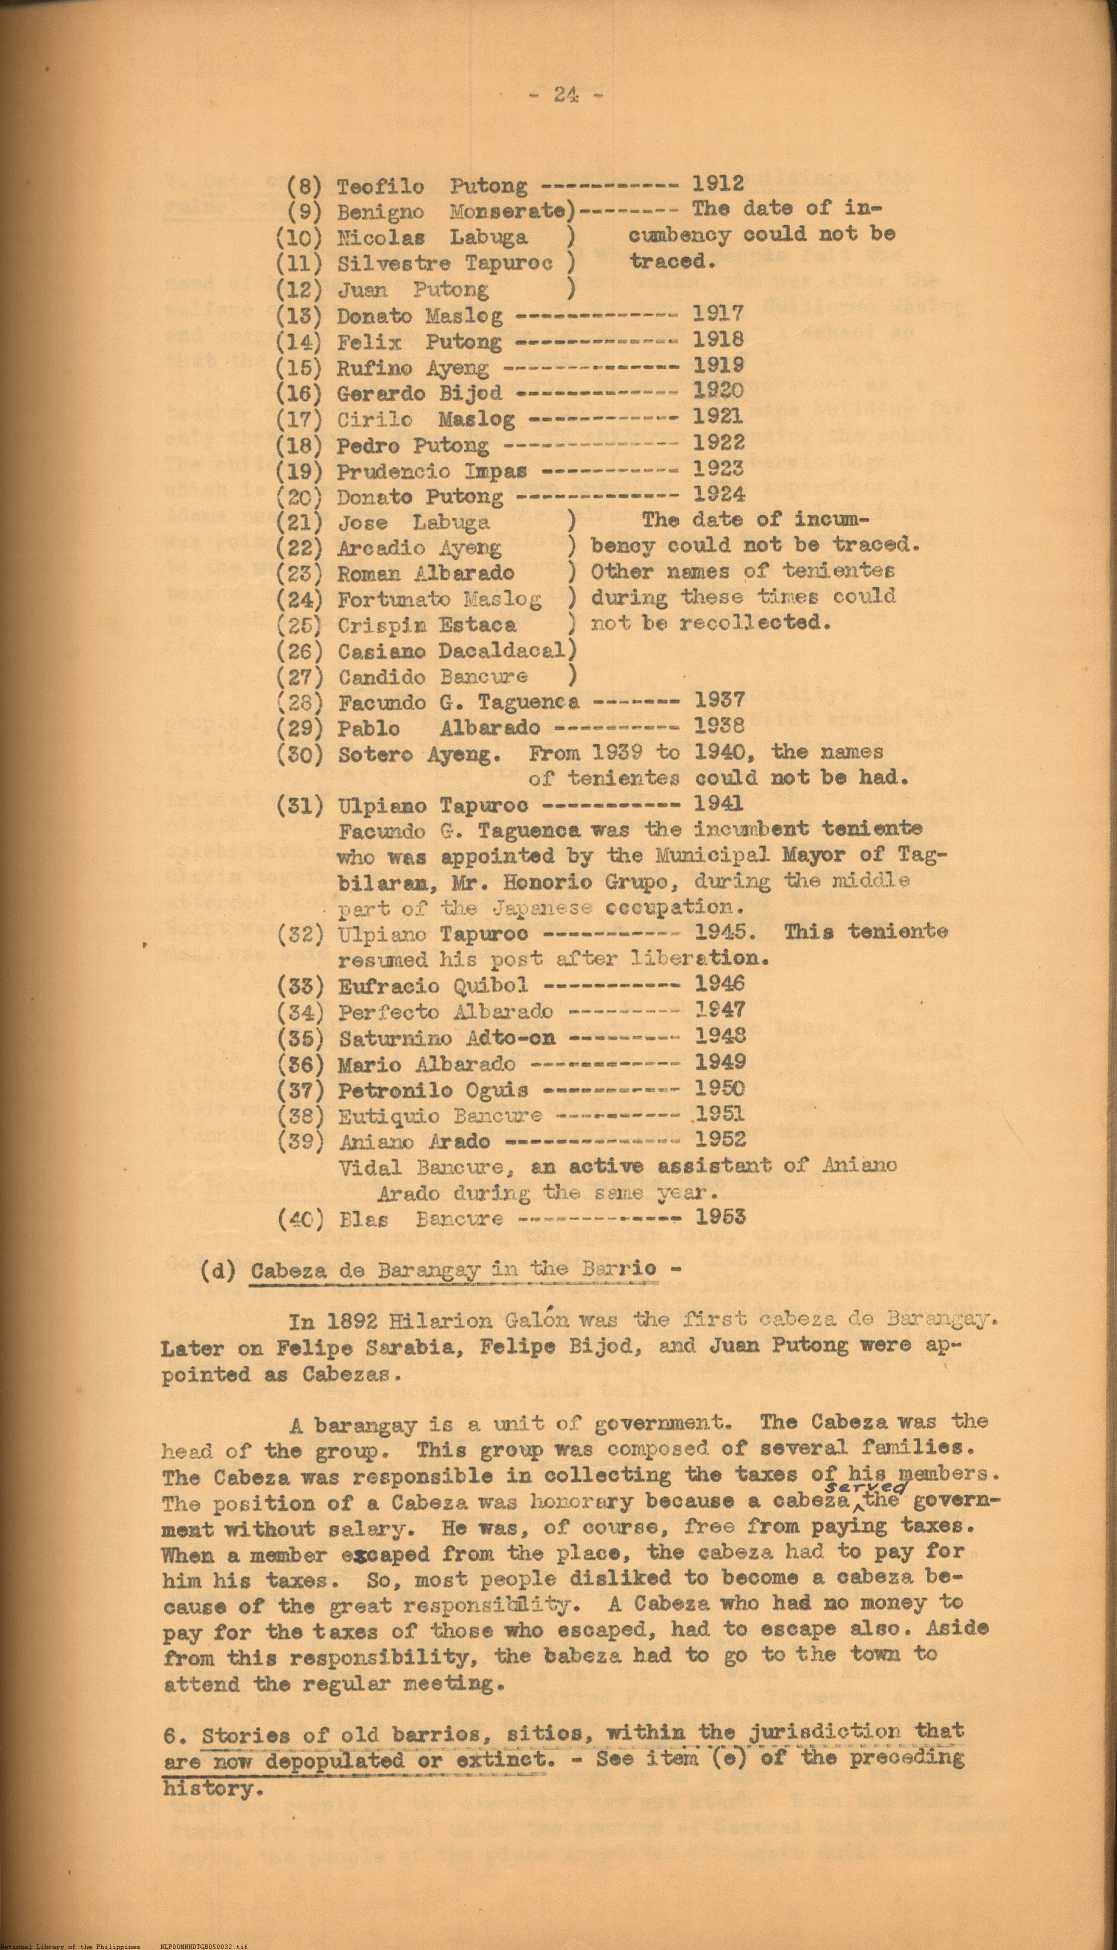 - 24 -
(8) Teofilo Putong ----------- 1912
(9) Benigno Monserate)-------- The date of in-
(10) Nicolas Labuga ) cumbency could not be
(11) Silvestre Tapuroc ) traced.
(12) Juan Putong )
(13) Donato Maslog ------------- 1917
(14) Felix Putong ------------- 1918
(15) Rufino Ayeng -------------- 1919
(16) Gerardo Bijod ------------- 1920
(17) Cirilo Maslog ------------ 1921
(18) Pedro Putong -------------- 1922
(19) Prudencio Impas ----------- 1923
(20) Donato Putong ------------- 1924
(21) Jose Labuga ) The date of incum-
(22) Arcadio Ayeng ) bency could not be traced.
(23) Roman Albarado ) Other names of tenientes
(24) Fortunato Maslog ) during these times could
(25) Crispin Estaca ) not be recollected.
(26) Casiano Dacaldacal)
(27) Candido Bancure )
(28) Facundo G. Taguenca ------- 1937
(29) Pablo Albarado ---------- 1938
(30) Sotero Ayeng. From 1939 to 1940, the names
of tenientes could not be had.
(31) Ulpiano Tapuroc ----------- 1941
Facundo G. Taguenca was the incumbent teniente
who was appointed by the Municipal Mayor of Tag-
bilaran, Mr. Honorio Grupo, during the middle
part of the Japanese occupation.
(32) Ulpiano Tapuroc ----------- 1945. This teniente
resumed his post after liberation.
(33) Eufracio Quibol ----------- 1946
(34) Perfecto Albarado --------- 1947
(35) Saturnino Adto-on --------- 1948
(36) Mario Albarado ------------ 1949
(37) Petronilo Oguis ----------- 1950
(38) Eutiquio Bancure ---------- 1951
(39) Aniano Arado -------------- 1952
Vidal Bancure, an active assistant of Aniano
Arado during the same year.
(40) Blas Bancure ------------- 1953
(d) Cabeza de Barangay in the Barrio -
In 1892 Hilarion Galón was the first cabeza de Barangay.
Later on Felipe Sarabia, Felipe Bijod, and Juan Putong were ap-
pointed as Cabezas.
A barangay is a unit of government. The Cabeza was the
head of the group. This group was composed of several families.
The Cabeza was responsible in collecting the taxes of his members.
The position of a Cabeza was honorary because a cabeza served the govern-
ment without salary. He was, of course, free from paying taxes.
When a member escaped from the place, the cabeza had to pay for
him his taxes. So, most people disliked to become a cabeza be-
cause of the great responsibility. A Cabeza who had no money to
pay for the taxes of those who escaped, had to escape also. Aside
from this responsibility, the babeza had to go to the town to
attend the regular meeting.
6. Stories of old barrios, sitios, within the jurisdiction that
are now depopulated or extinct. - See item (e) of the preceding
history.
National Library of the Philippines NLPOOMNHDTGB050032.tif